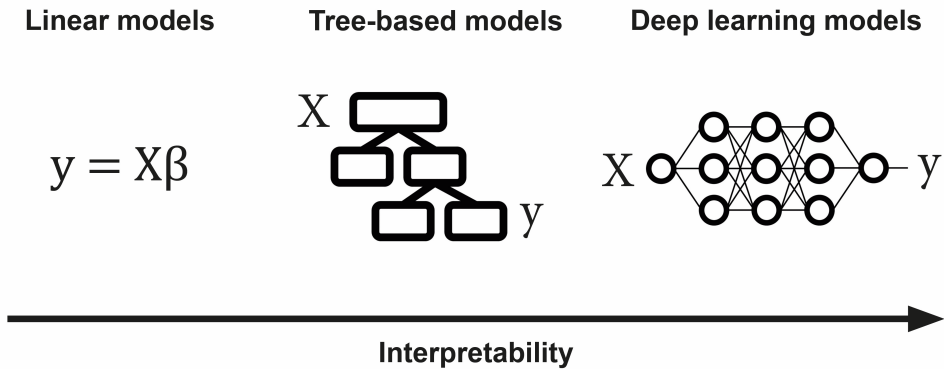 Linear models
Tree-based models
Deep learning models
y = Xβ
X
y
X
y
Interpretability